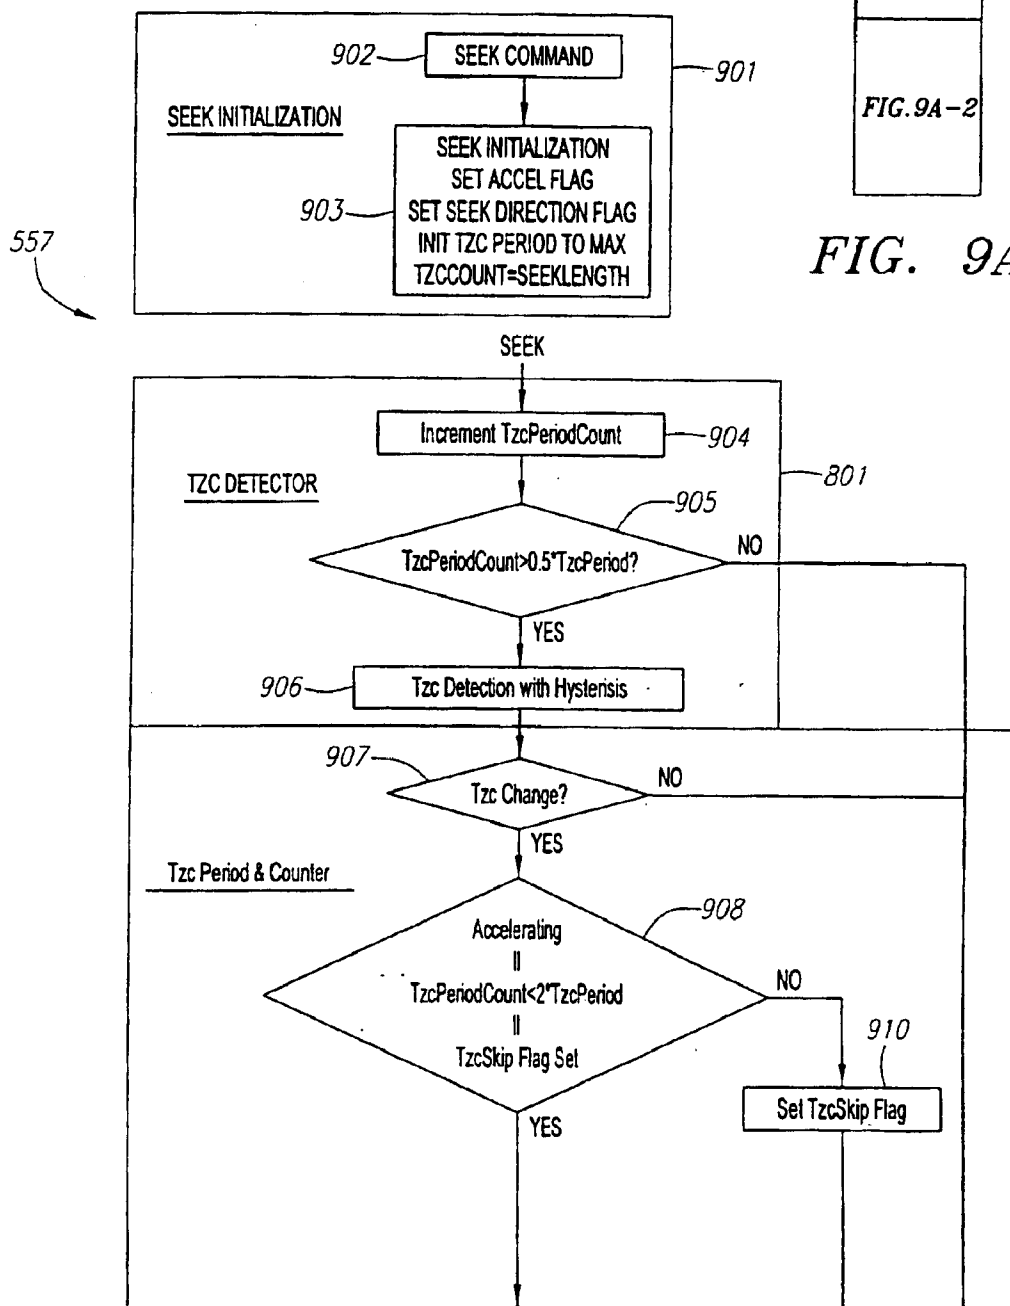 902
SEEK COMMAND
901
FIG.9A-2
SEEK INITIALIZATION
SEEK INITIALIZATION
SET ACCEL FLAG
903
SET SEEK DIRECTION FLAG
INIT TZC PERIOD TO MAX
TZCCOUNT=SEEKLENGTH
557
FIG. 9A
SEEK
Increment TzcPeriodCount
904
TZC DETECTOR
801
905
TzcPeriodCount>0.5*TzcPeriod?
NO
YES
906
Tzc Detection with Hysterisis
907
Tzc Change?
NO
YES
Tzc Period & Counter
908
Accelerating
||
TzcPeriodCount<2*TzcPeriod
||
TzcSkip Flag Set
NO
910
Set TzcSkip Flag
YES